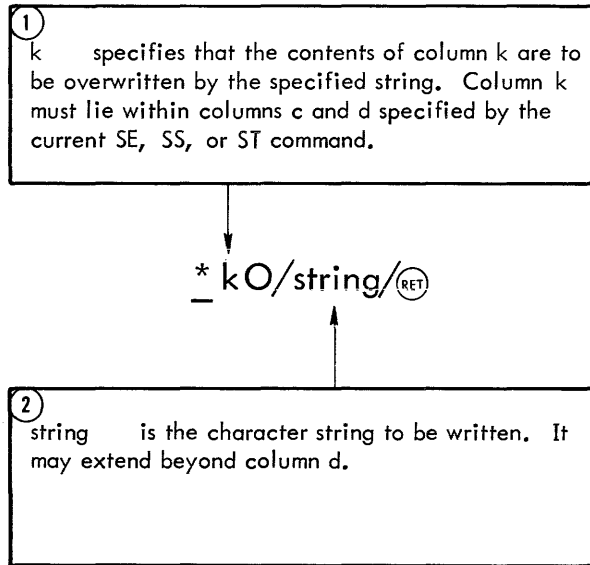 1
k specifies that the contents of column k are to
be overwritten by the specified string. Column k
must lie within columns c and d specified by the
current SE, SS, or ST command.
* kO/string/RET
2
string is the character string to be written. It
may extend beyond column d.